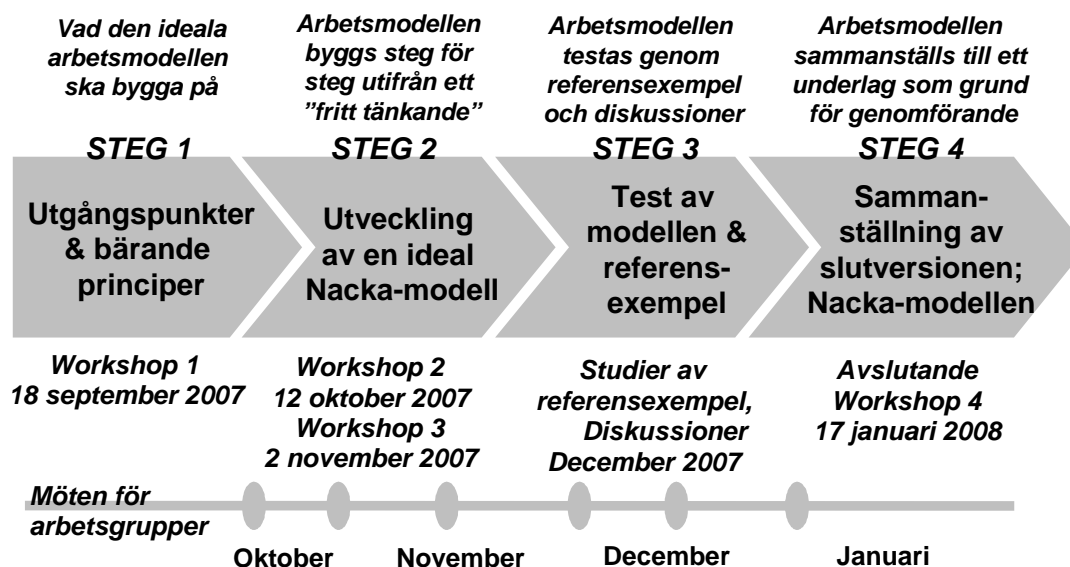 Vad den ideala
arbetsmodellen
ska bygga på
Arbetsmodellen
byggs steg för
steg utifrån ett
”fritt tänkande”
Arbetsmodellen
testas genom
referensexempel
och diskussioner
Arbetsmodellen
sammanställs till ett
underlag som grund
för genomförande
STEG 1
STEG 2
STEG 3
STEG 4
Utgångspunkter
& bärande
principer
Utveckling
av en ideal
Nacka-modell
Test av
modellen &
referens-
exempel
Samman-
ställning av
slutversionen;
Nacka-modellen
Workshop 1
18 september 2007
Workshop 2
12 oktober 2007
Workshop 3
2 november 2007
Studier av
referensexempel,
Diskussioner
December 2007
Avslutande
Workshop 4
17 januari 2008
Möten för
arbetsgrupper
Oktober
November
December
Januari